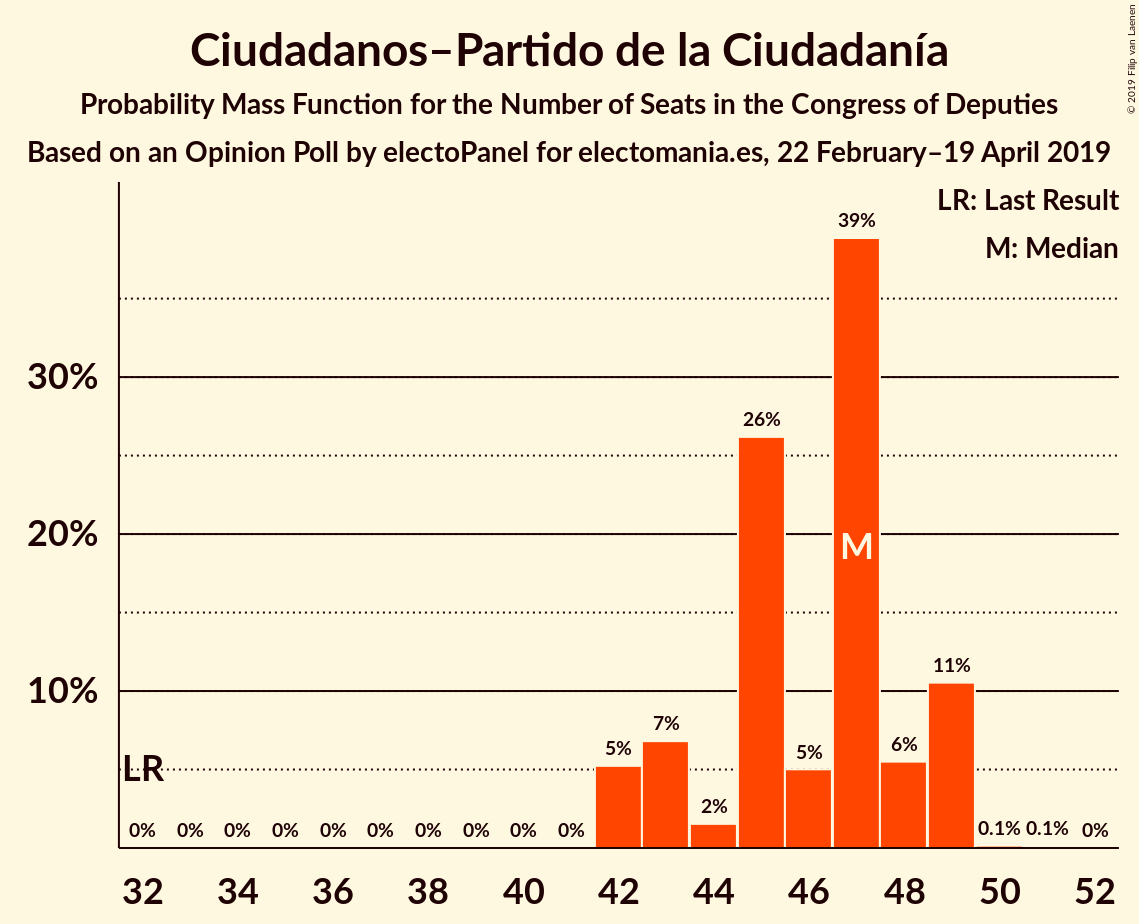 © 2019 Filip van Laenen
Ciudadanos–Partido de la Ciudadanía
Probability Mass Function for the Number of Seats in the Congress of Deputies
Based on an Opinion Poll by electoPanel for electomania.es, 22 February–19 April 2019
LR: Last Result
M: Median
39%
30%
26%
20%
M
11%
10%
7%
5%
5%
6%
2%
LR
0% 0% 0% 0% 0% 0% 0% 0% 0% 0% 0.1% 0.1% 0%
32 34 36 38 40 42 44 46 48 50 52